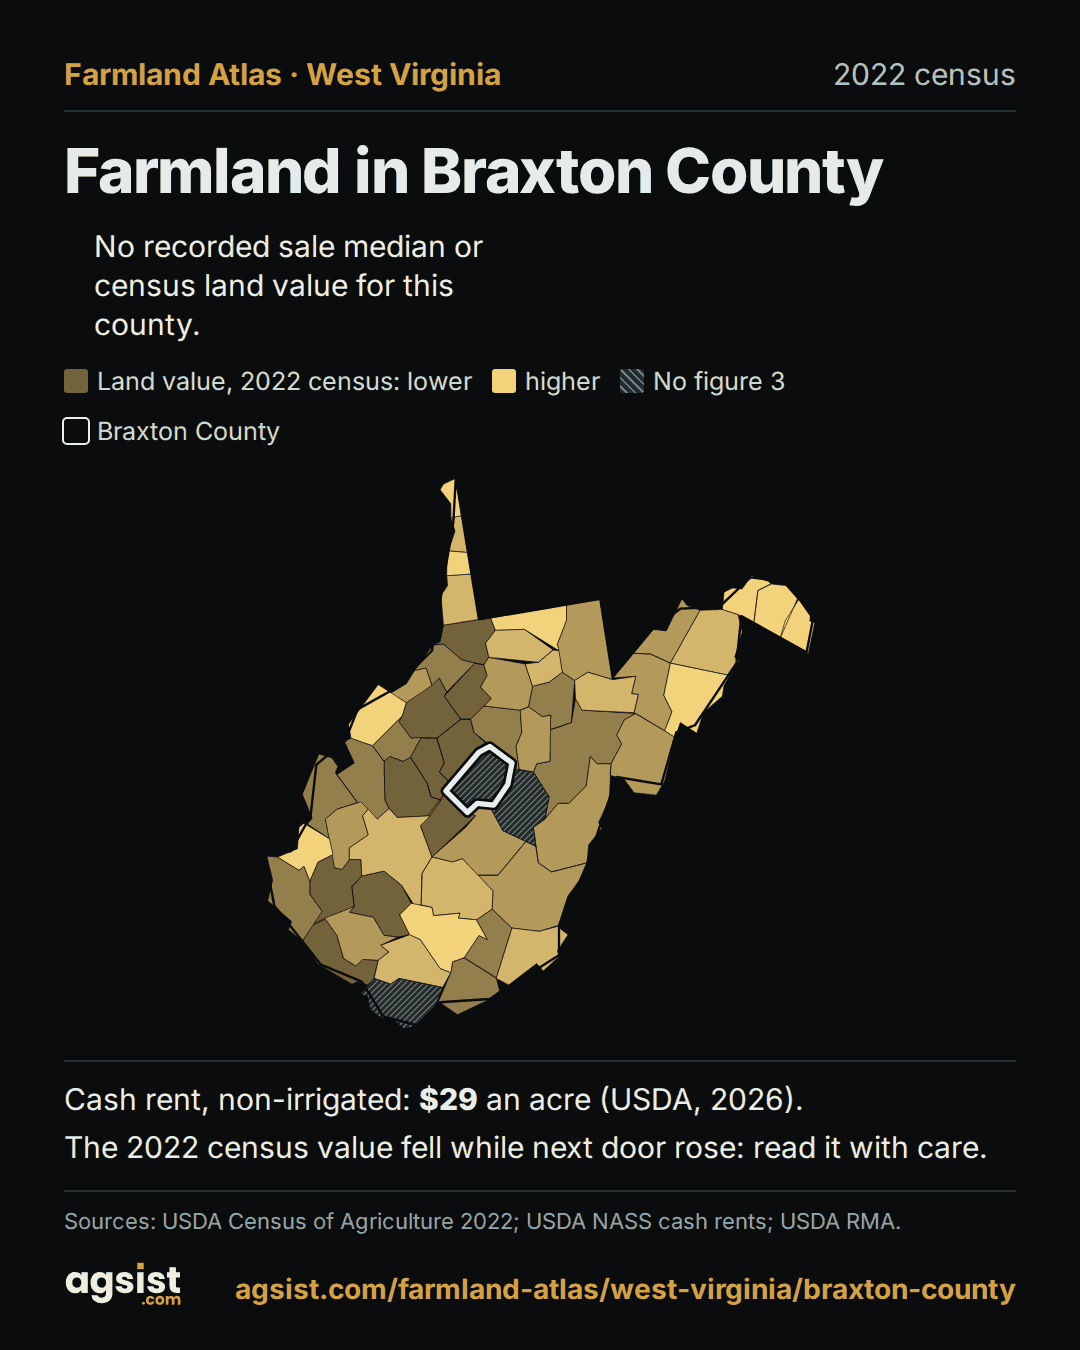 Farmland Atlas · West Virginia
2022 census
Farmland in Braxton County
No recorded sale median or
census land value for this
county.
Land value, 2022 census: lower
higher
No figure 3
Braxton County
Cash rent, non-irrigated: $29 an acre (USDA, 2026).
The 2022 census value fell while next door rose: read it with care.
Sources: USDA Census of Agriculture 2022; USDA NASS cash rents; USDA RMA.
agsist
.com
agsist.com/farmland-atlas/west-virginia/braxton-county